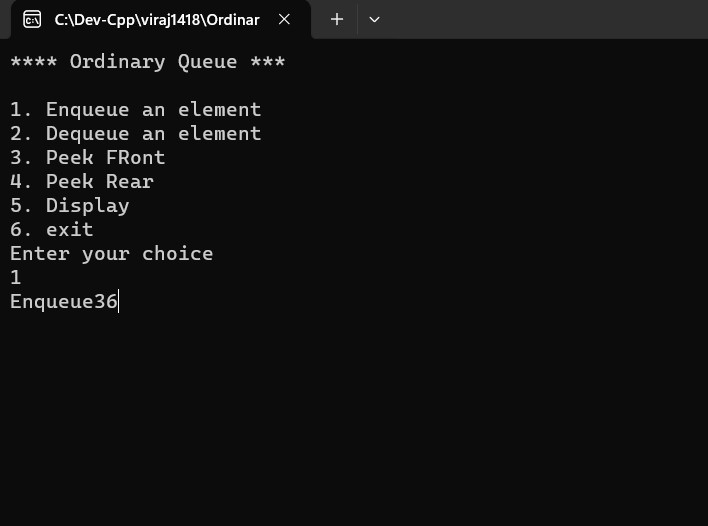 C:\Dev-Cpp\viraj1418\Ordinar
**** Ordinary Queue ***
1. Enqueue an element
2. Dequeue an element
3. Peek FRont
4. Peek Rear
5. Display
6. exit
Enter your choice
1
Enqueue36